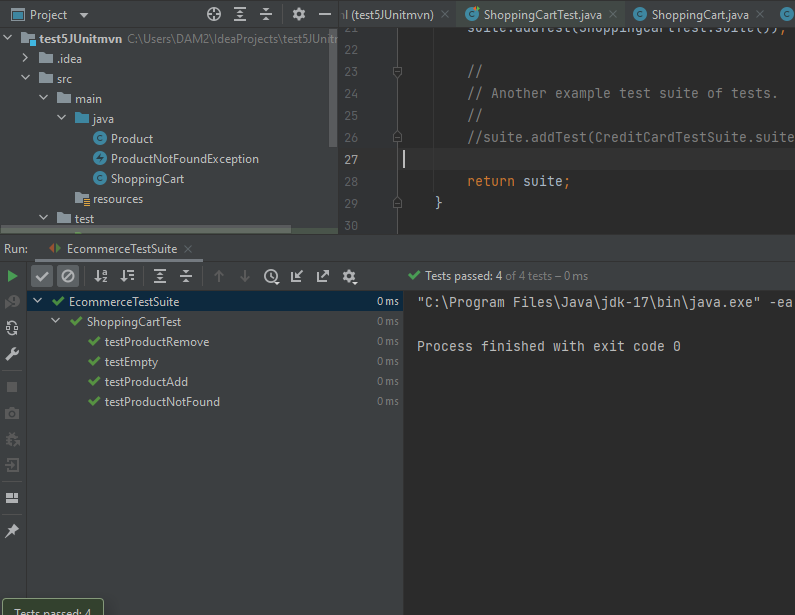 Project
test5JUnitmvn C:\Users\DAM2\IdeaProjects\test5JUnitm
.idea
src
main
java
Product
ProductNotFoundException
ShoppingCart
resources
test
(test5JUnitmvn) ShoppingCartTest.java ShoppingCart.java
21 suite.addTest(ShoppingCartTest.suite());
22
23 //
24 // Another example test suite of tests.
25 //
26 //suite.addTest(CreditCardTestSuite.suite
27
28 return suite;
29 }
30
Run: EcommerceTestSuite
Tests passed: 4 of 4 tests – 0 ms
EcommerceTestSuite 0 ms
ShoppingCartTest 0 ms
testProductRemove 0 ms
testEmpty 0 ms
testProductAdd 0 ms
testProductNotFound 0 ms
"C:\Program Files\Java\jdk-17\bin\java.exe" -ea
Process finished with exit code 0
Tests passed: 4